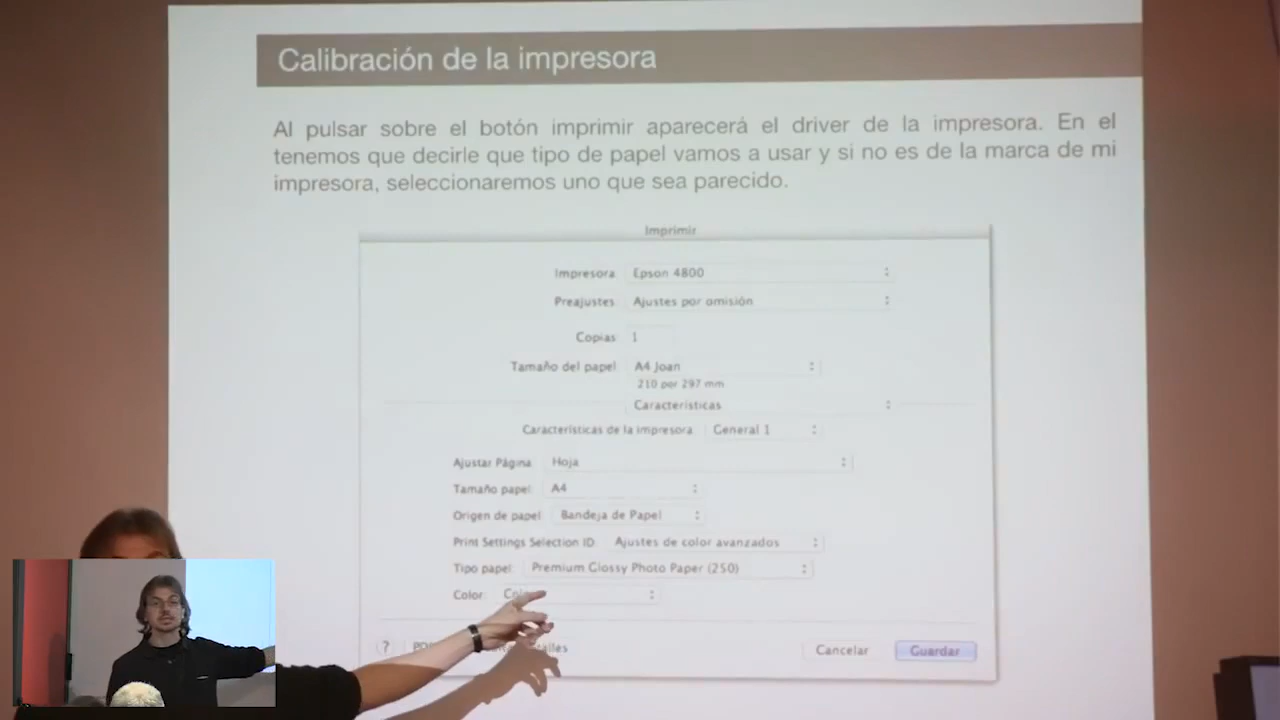 Calibración de la impresora
Al pulsar sobre el botón imprimir aparecerá el driver de la impresora. En el
tenemos que decirle que tipo de papel vamos a usar y si no es de la marca de mi
impresora, seleccionaremos uno que sea parecido.
Imprimir
Impresora: Epson 4800
Preajustes: Ajustes por omisión
Copias: 1
Tamaño del papel: A4 Joan
210 por 297 mm
Características
Características de la impresora: General 1
Ajustar Página: Hoja
Tamaño papel: A4
Origen de papel: Bandeja de Papel
Print Settings Selection ID: Ajustes de color avanzados
Tipo papel: Premium Glossy Photo Paper (250)
Color:
? Cancelar Guardar